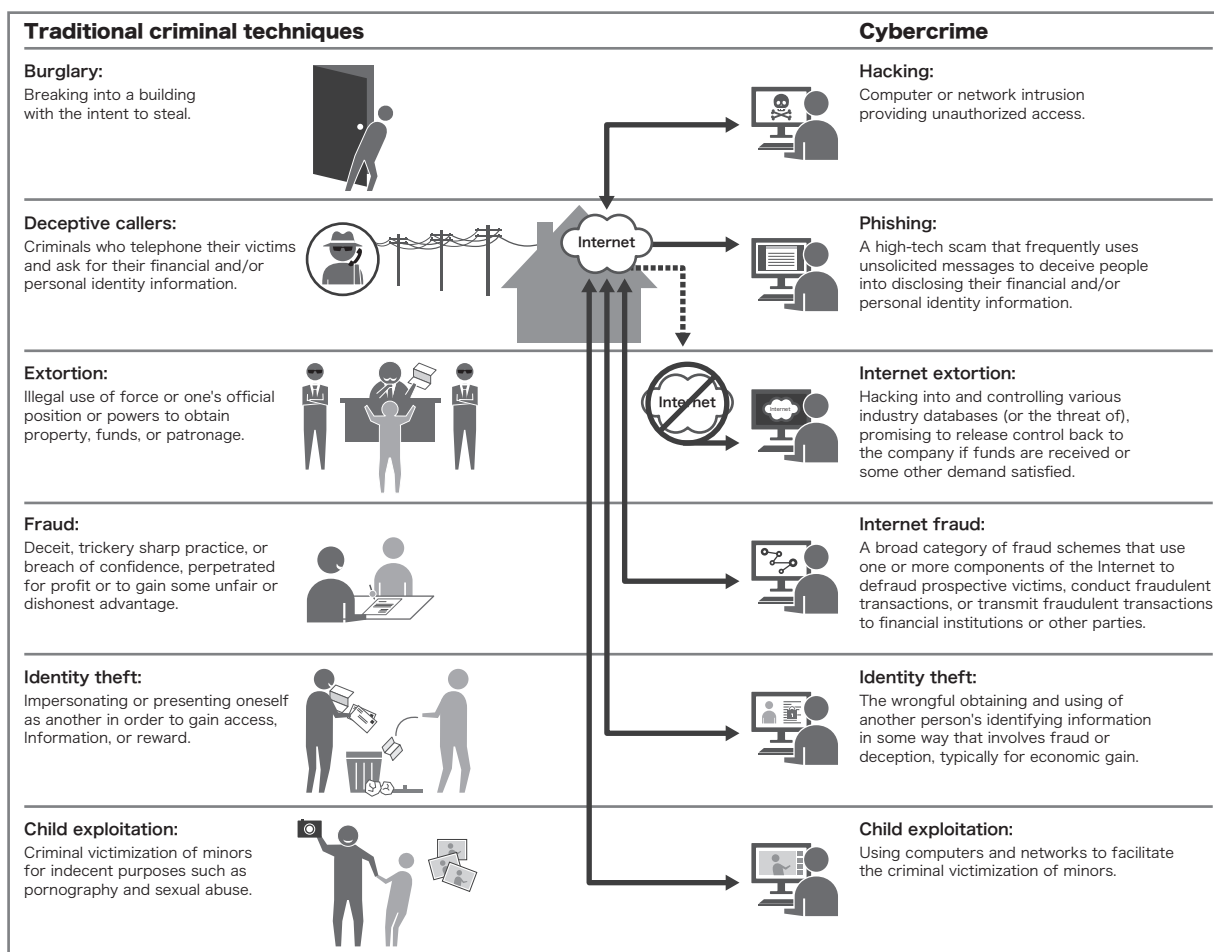 Traditional criminal techniques
Cybercrime
Burglary:
Breaking into a building
with the intent to steal.
Hacking:
Computer or network intrusion
providing unauthorized access.
Deceptive callers:
Criminals who telephone their victims
and ask for their financial and/or
personal identity information.
Internet
Phishing:
A high-tech scam that frequently uses
unsolicited messages to deceive people
into disclosing their financial and/or
personal identity information.
Extortion:
Illegal use of force or one's official
position or powers to obtain
property, funds, or patronage.
Internet
Internet
Internet extortion:
Hacking into and controlling various
industry databases (or the threat of),
promising to release control back to
the company if funds are received or
some other demand satisfied.
Fraud:
Deceit, trickery sharp practice, or
breach of confidence, perpetrated
for profit or to gain some unfair or
dishonest advantage.
Internet fraud:
A broad category of fraud schemes that use
one or more components of the Internet to
defraud prospective victims, conduct fraudulent
transactions, or transmit fraudulent transactions
to financial institutions or other parties.
Identity theft:
Impersonating or presenting oneself
as another in order to gain access,
Information, or reward.
Identity theft:
The wrongful obtaining and using of
another person's identifying information
in some way that involves fraud or
deception, typically for economic gain.
Child exploitation:
Criminal victimization of minors
for indecent purposes such as
pornography and sexual abuse.
Child exploitation:
Using computers and networks to facilitate
the criminal victimization of minors.